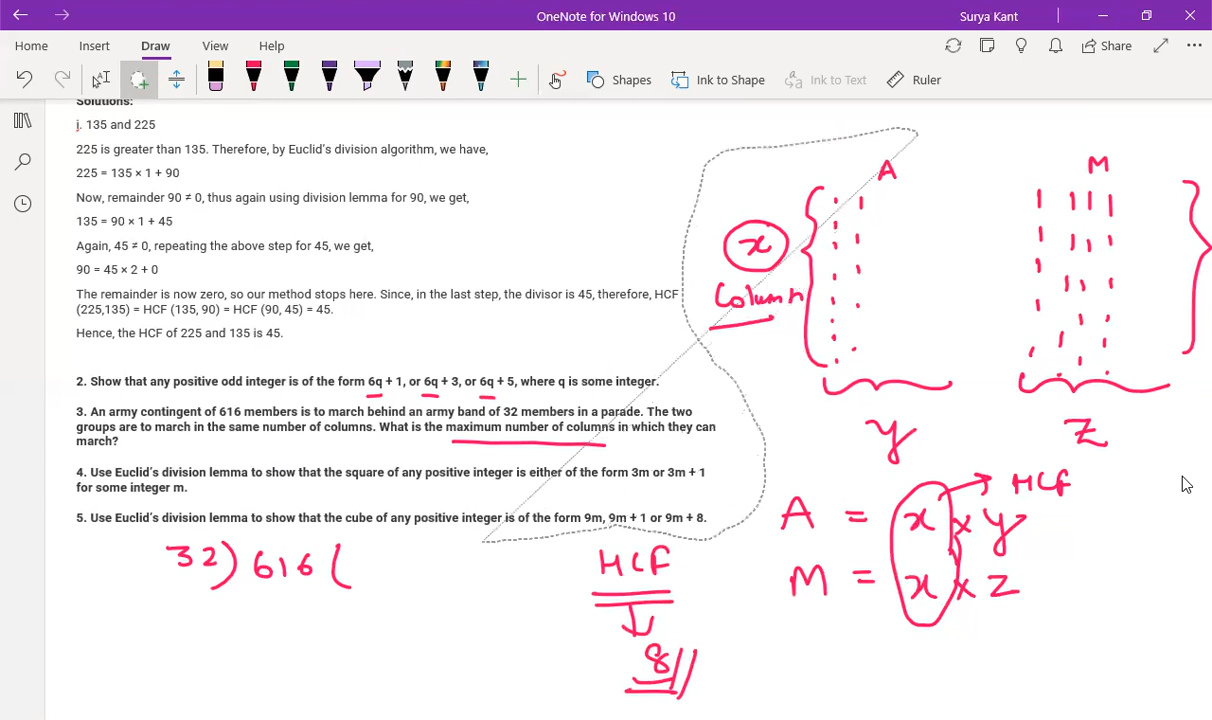 OneNote for Windows 10
Surya Kant
Home Insert Draw View Help
Share
Shapes Ink to Shape Ink to Text Ruler
Solutions:
i. 135 and 225
225 is greater than 135. Therefore, by Euclid's division algorithm, we have,
225 = 135 × 1 + 90
Now, remainder 90 ≠ 0, thus again using division lemma for 90, we get,
135 = 90 × 1 + 45
Again, 45 ≠ 0, repeating the above step for 45, we get,
90 = 45 × 2 + 0
The remainder is now zero, so our method stops here. Since, in the last step, the divisor is 45, therefore, HCF
(225,135) = HCF (135, 90) = HCF (90, 45) = 45.
Hence, the HCF of 225 and 135 is 45.
2. Show that any positive odd integer is of the form 6q + 1, or 6q + 3, or 6q + 5, where q is some integer.
3. An army contingent of 616 members is to march behind an army band of 32 members in a parade. The two
groups are to march in the same number of columns. What is the maximum number of columns in which they can
march?
4. Use Euclid's division lemma to show that the square of any positive integer is either of the form 3m or 3m + 1
for some integer m.
5. Use Euclid's division lemma to show that the cube of any positive integer is of the form 9m, 9m + 1 or 9m + 8.
32) 616 (
HCF
8
A
M
x
Column
y
z
HCF
A = x × y
M = x × z